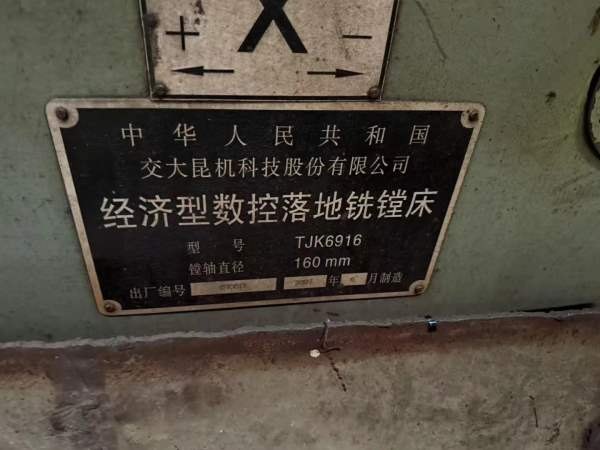 X
+ −
中华人民共和国
交大昆机科技股份有限公司
经济型数控落地铣镗床
型号 TJK6916
镗轴直径 160mm
出厂编号 年 月制造